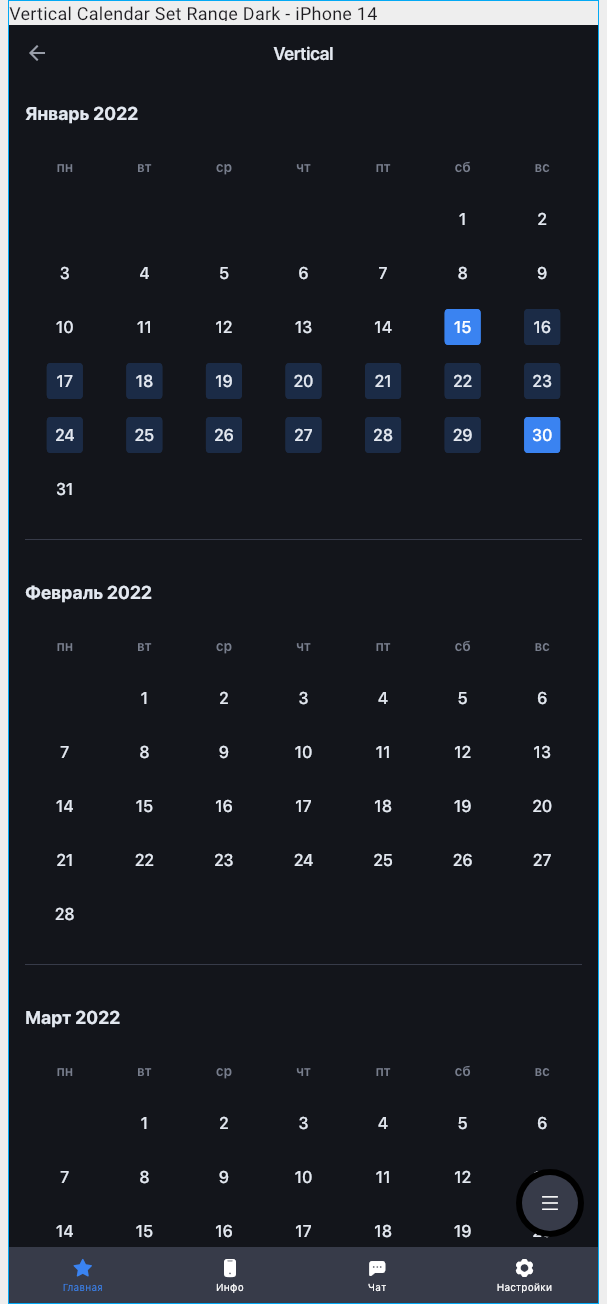 Vertical Calendar Set Range Dark - iPhone 14
Vertical
Январь 2022
пн вт ср чт пт сб вс
1 2
3 4 5 6 7 8 9
10 11 12 13 14 15 16
17 18 19 20 21 22 23
24 25 26 27 28 29 30
31
Февраль 2022
пн вт ср чт пт сб вс
1 2 3 4 5 6
7 8 9 10 11 12 13
14 15 16 17 18 19 20
21 22 23 24 25 26 27
28
Март 2022
пн вт ср чт пт сб вс
1 2 3 4 5 6
7 8 9 10 11 12
14 15 16 17 18 19
Главная Инфо Чат Настройки